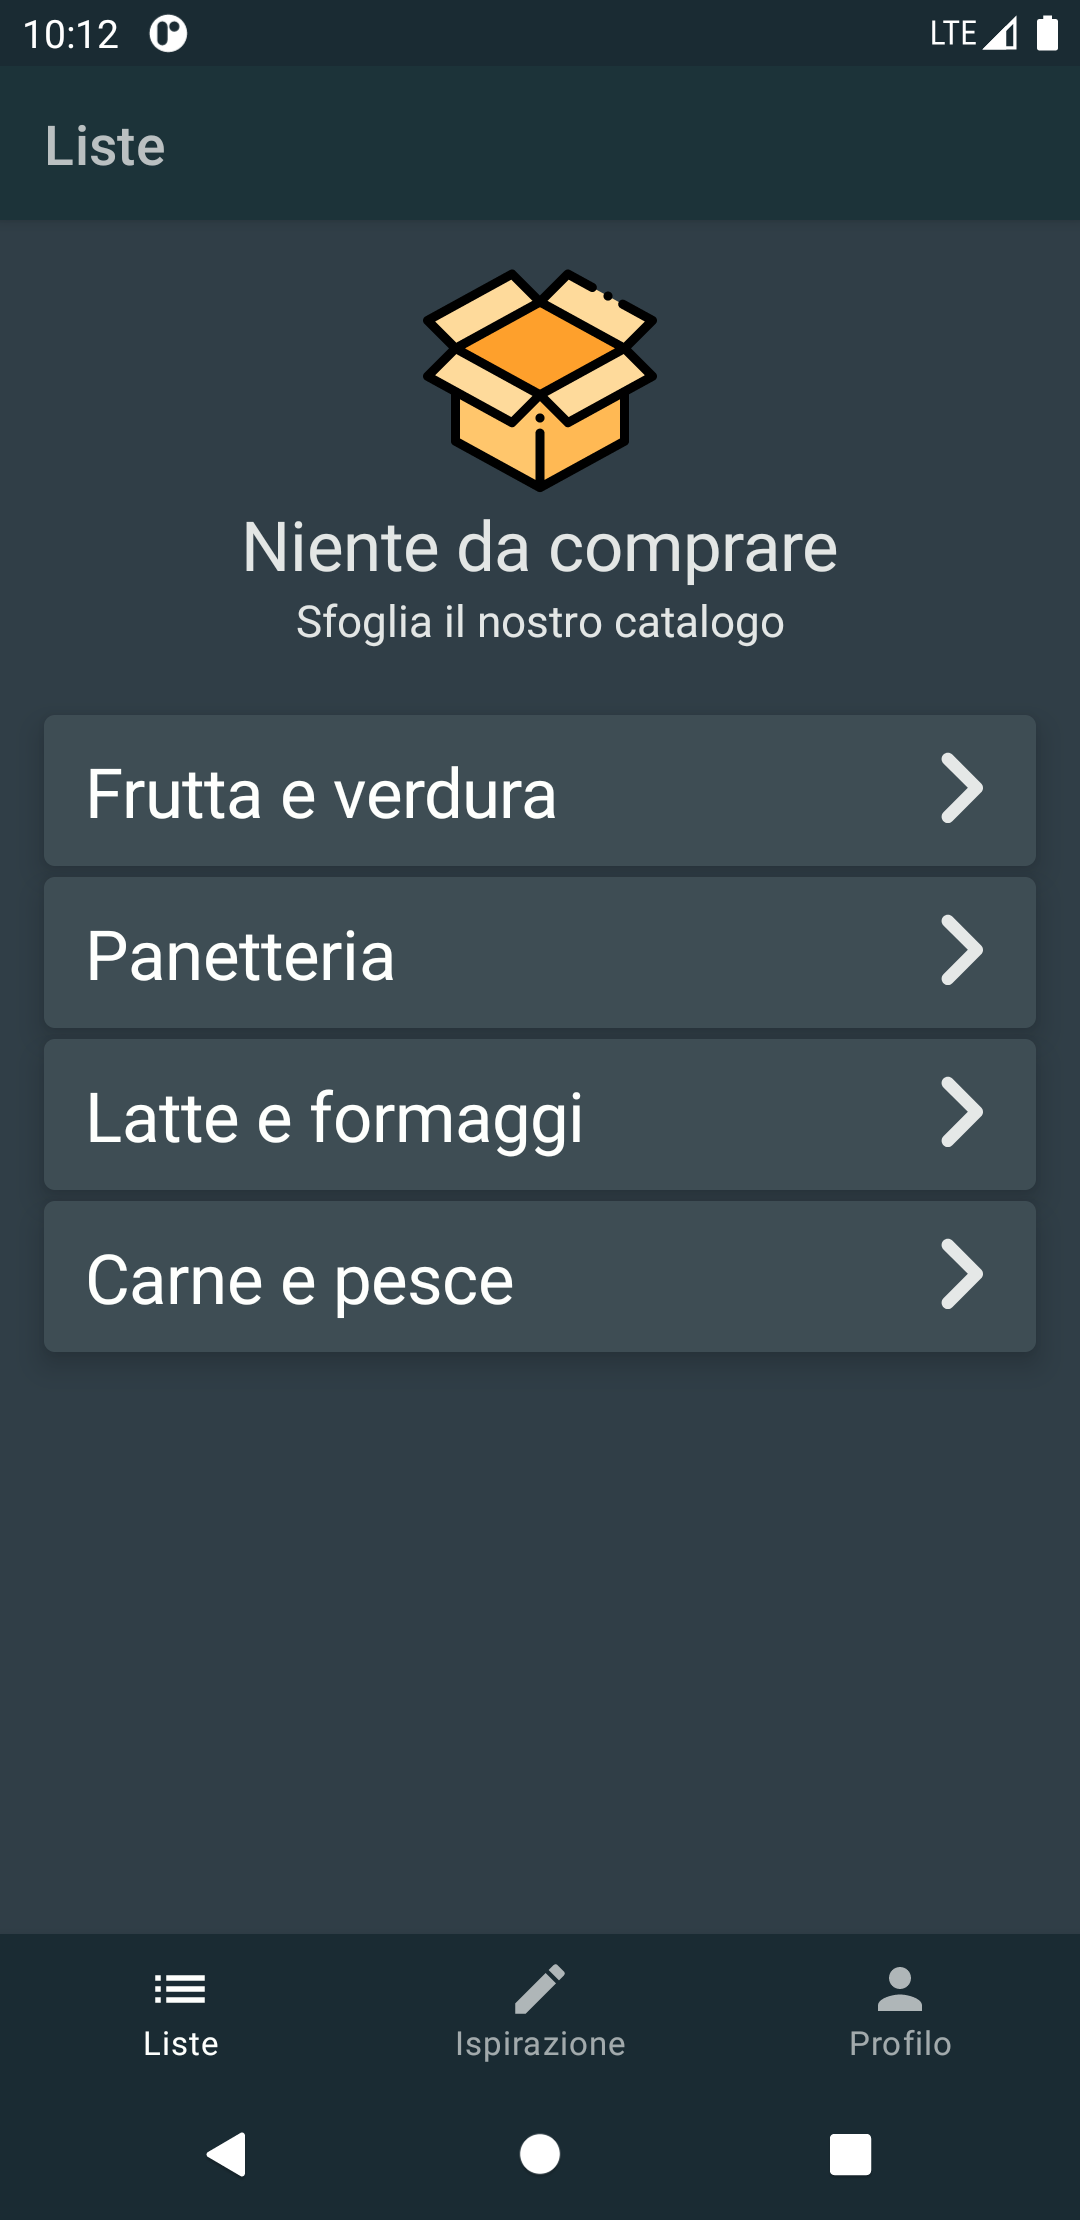 10:12
LTE
Liste
Niente da comprare
Sfoglia il nostro catalogo
Frutta e verdura
Panetteria
Latte e formaggi
Carne e pesce
Liste
Ispirazione
Profilo